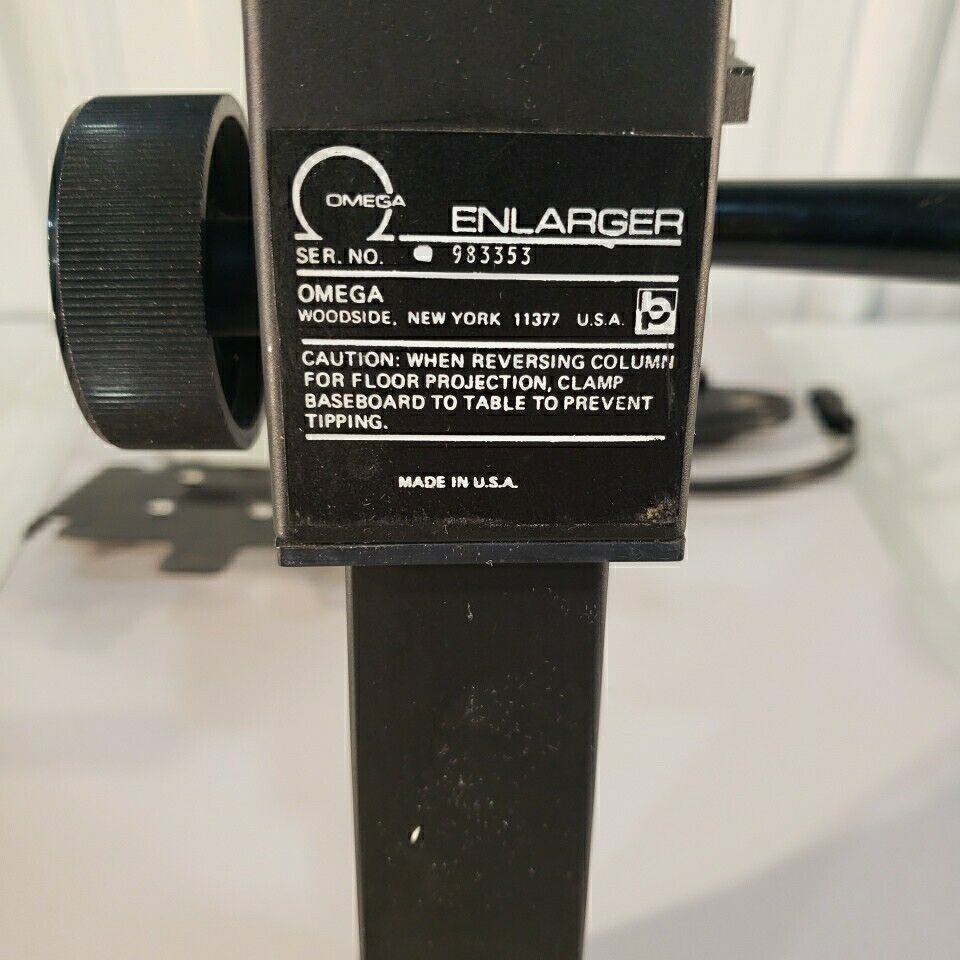 OMEGA
ENLARGER
SER. NO. 983353
OMEGA
WOODSIDE, NEW YORK 11377 U.S.A.
CAUTION: WHEN REVERSING COLUMN
FOR FLOOR PROJECTION, CLAMP
BASEBOARD TO TABLE TO PREVENT
TIPPING.
MADE IN U.S.A.